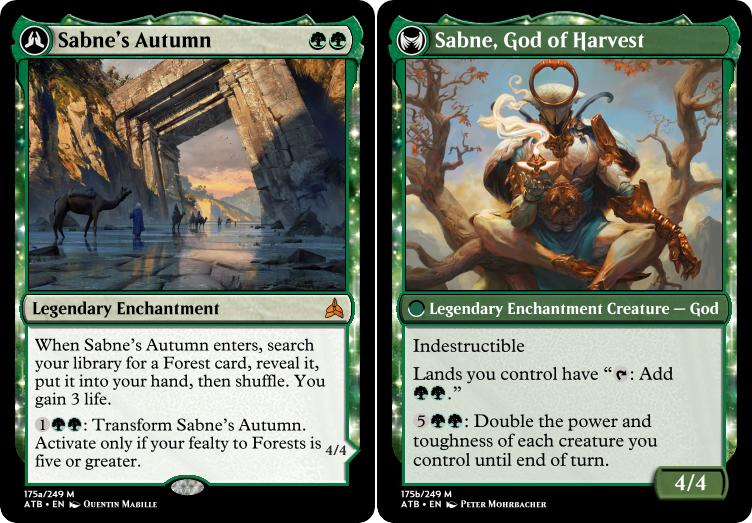 Sabne's Autumn
Legendary Enchantment
When Sabne's Autumn enters, search
your library for a Forest card, reveal it,
put it into your hand, then shuffle. You
gain 3 life.
1: Transform Sabne's Autumn.
Activate only if your fealty to Forests is
five or greater.
4/4
175a/249 M
ATB • EN Quentin Mabille
Sabne, God of Harvest
Legendary Enchantment Creature — God
Indestructible
Lands you control have “: Add
.”
5: Double the power and
toughness of each creature you
control until end of turn.
4/4
175b/249 M
ATB • EN Peter Mohrbacher